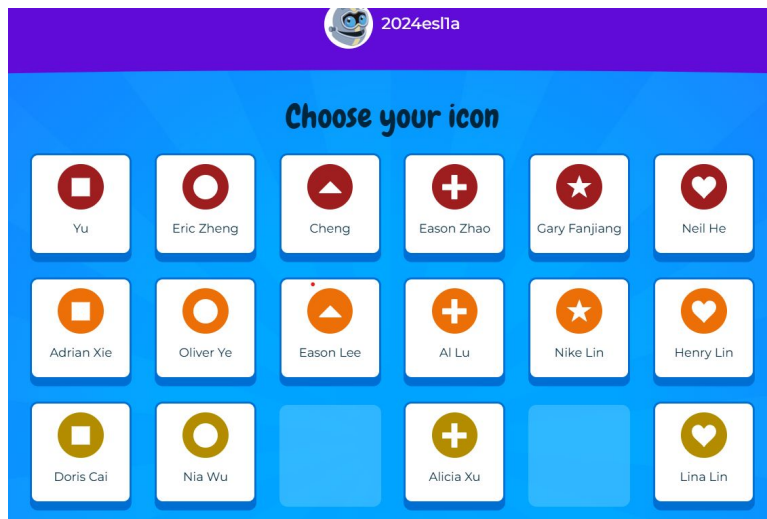 2024esl1a
Choose your icon
Yu
Eric Zheng
Cheng
Eason Zhao
Gary Fanjiang
Neil He
Adrian Xie
Oliver Ye
Eason Lee
Al Lu
Nike Lin
Henry Lin
Doris Cai
Nia Wu
Alicia Xu
Lina Lin